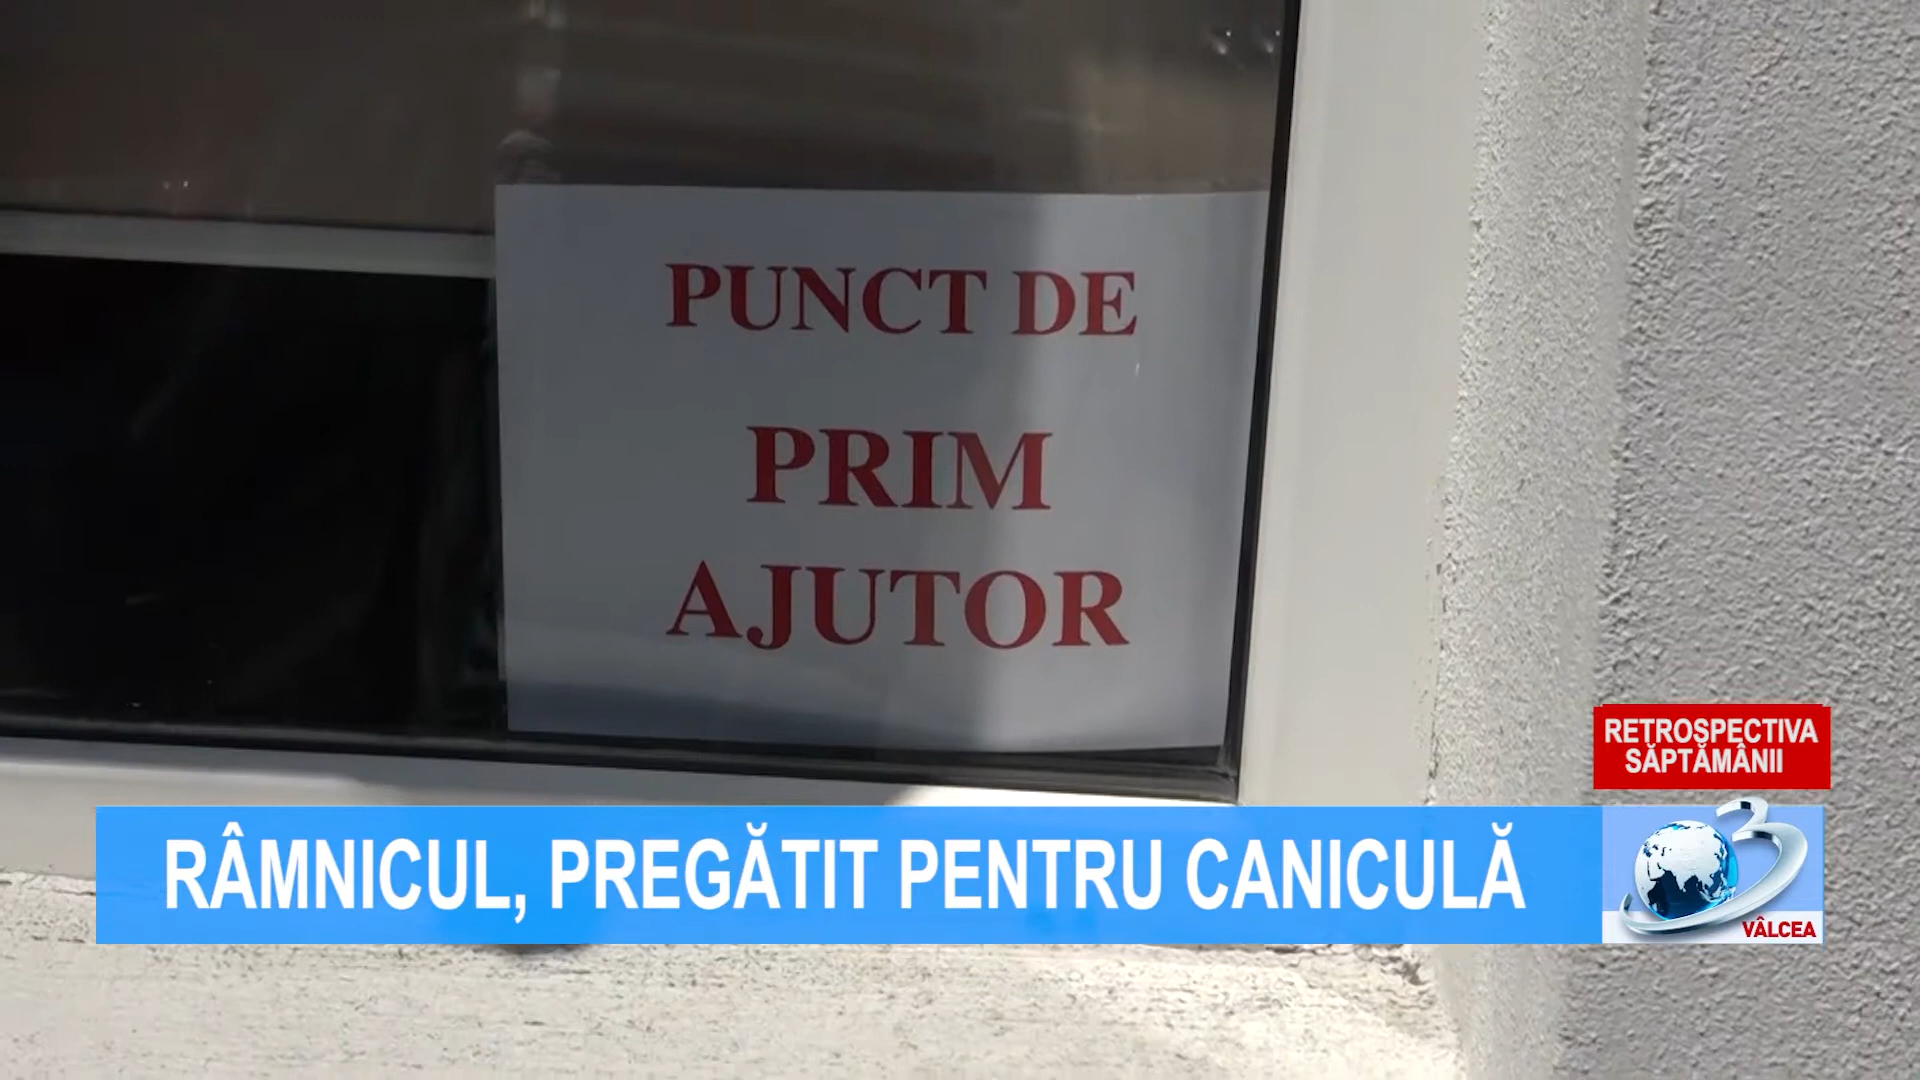 PUNCT DE
PRIM
AJUTOR
RETROSPECTIVA
SĂPTĂMÂNII
RÂMNICUL, PREGĂTIT PENTRU CANICULĂ
3
VÂLCEA